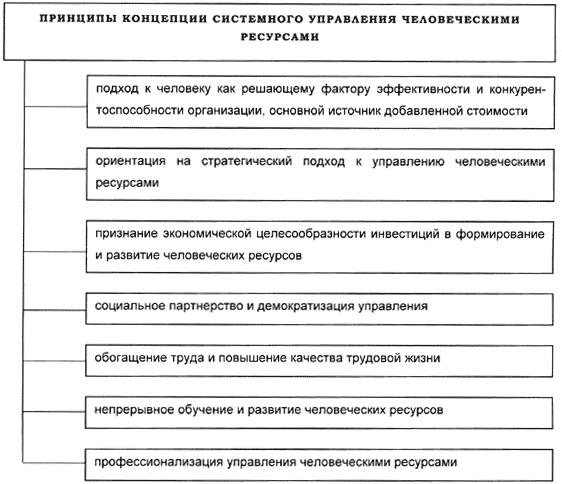 ПРИНЦИПЫ КОНЦЕПЦИИ СИСТЕМНОГО УПРАВЛЕНИЯ ЧЕЛОВЕЧЕСКИМИ
РЕСУРСАМИ
подход к человеку как решающему фактору эффективности и конкурен-
тоспособности организации, основной источник добавленной стоимости
ориентация на стратегический подход к управлению человеческими
ресурсами
признание экономической целесообразности инвестиций в формирование
и развитие человеческих ресурсов
социальное партнерство и демократизация управления
обогащение труда и повышение качества трудовой жизни
непрерывное обучение и развитие человеческих ресурсов
профессионализация управления человеческими ресурсами